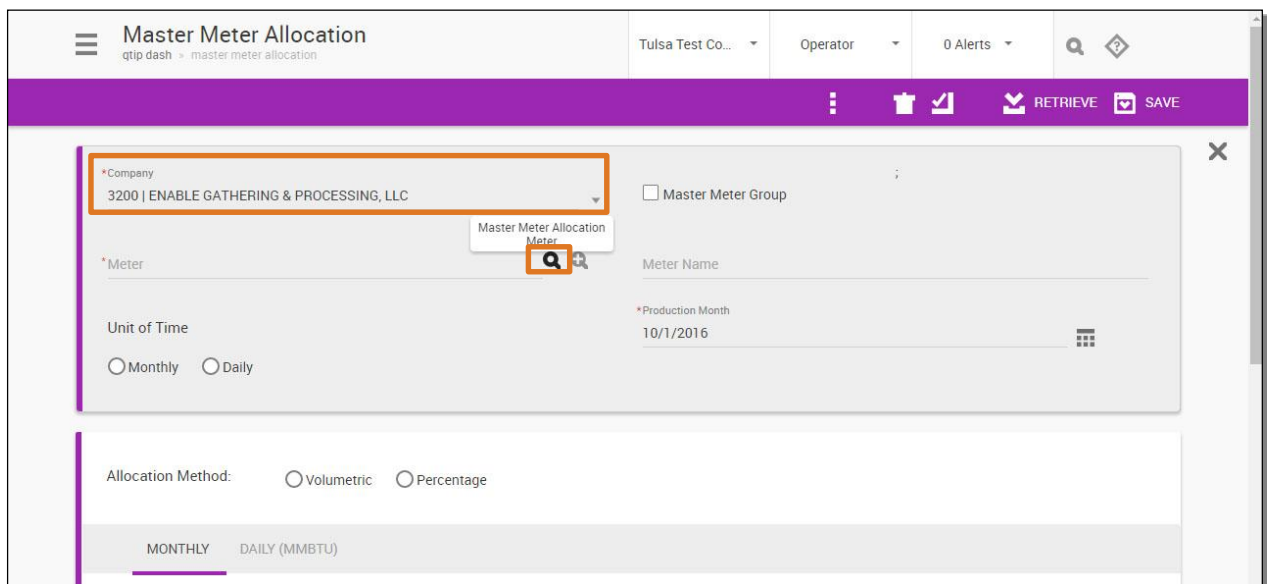 Master Meter Allocation
qtip dash » master meter allocation
Tulsa Test Co...
Operator
0 Alerts
?
RETRIEVE
SAVE
*Company
3200 | ENABLE GATHERING & PROCESSING, LLC
;
Master Meter Group
Master Meter Allocation
Meter
*Meter
Meter Name
Unit of Time
*Production Month
10/1/2016
Monthly Daily
Allocation Method: Volumetric Percentage
MONTHLY DAILY (MMBTU)